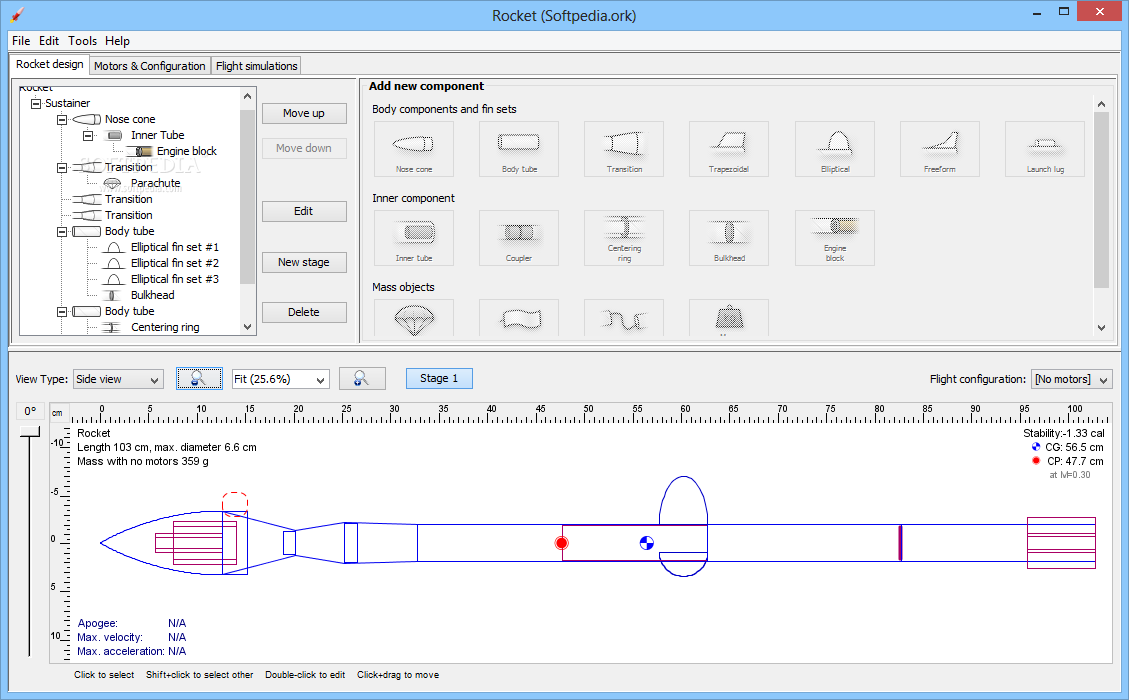 Rocket (Softpedia.ork)
File Edit Tools Help
Rocket design Motors & Configuration Flight simulations
Rocket
Sustainer
Nose cone
Inner Tube
Engine block
Transition
Parachute
Transition
Transition
Body tube
Elliptical fin set #1
Elliptical fin set #2
Elliptical fin set #3
Bulkhead
Body tube
Centering ring
SOFTPEDIA
Move up
Move down
Edit
New stage
Delete
Add new component
Body components and fin sets
Nose cone Body tube Transition Trapezoidal Elliptical Freeform Launch lug
Inner component
Inner tube Coupler Centering ring Bulkhead Engine block
Mass objects
View Type: Side view Fit (25.6%) Stage 1 Flight configuration: [No motors]
0° cm 0 5 10 15 20 25 30 35 40 45 50 55 60 65 70 75 80 85 90 95 100
-10
-5
0
5
10
Rocket
Length 103 cm, max. diameter 6.6 cm
Mass with no motors 359 g
Stability:-1.33 cal
CG: 56.5 cm
CP: 47.7 cm
at M=0.30
Apogee: N/A
Max. velocity: N/A
Max. acceleration: N/A
Click to select Shift+click to select other Double-click to edit Click+drag to move